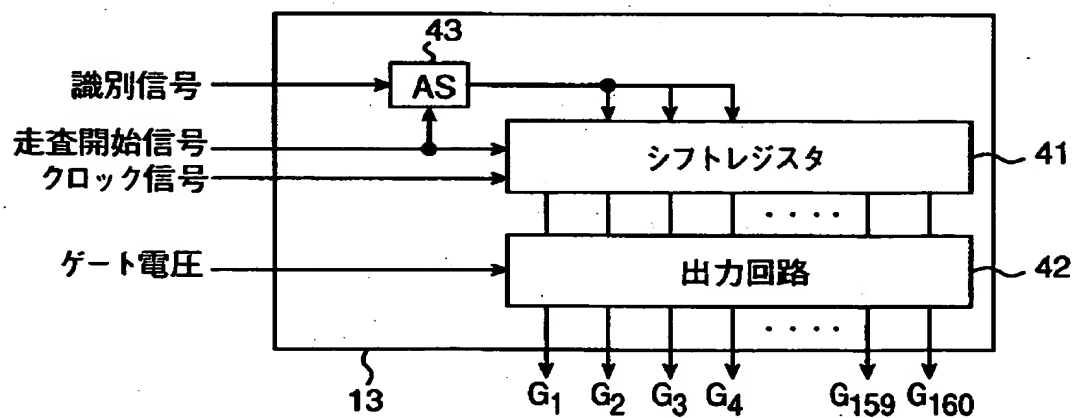 43
識別信号
AS
走査開始信号
シフトレジスタ
41
クロック信号
....
ゲート電圧
出力回路
42
....
13
G1 G2 G3 G4 G159 G160